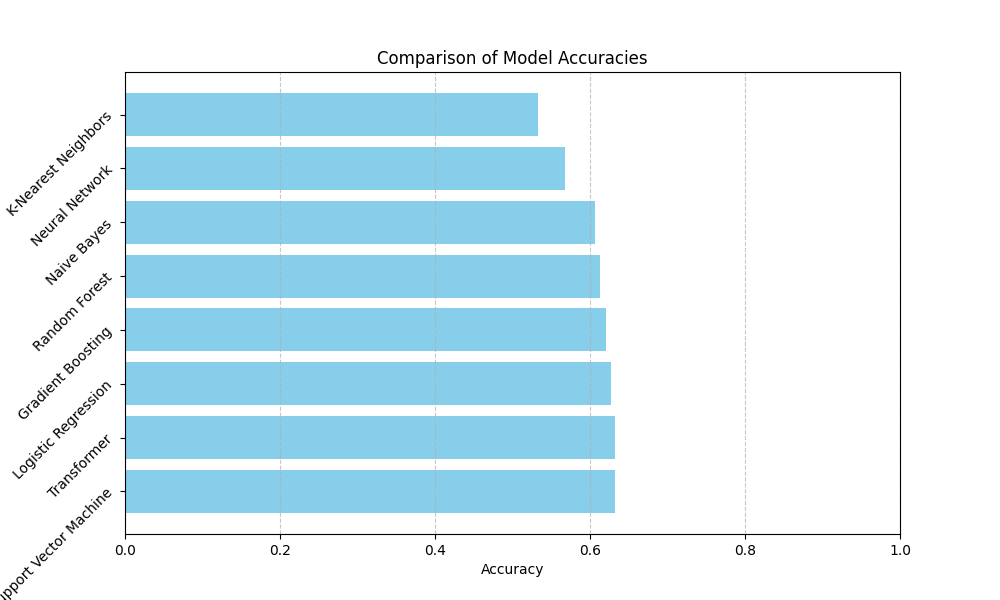 Comparison of Model Accuracies
K-Nearest Neighbors
Neural Network
Naive Bayes
Random Forest
Gradient Boosting
Logistic Regression
Transformer
Vector Machine
0.0 0.2 0.4 0.6 0.8 1.0
Accuracy